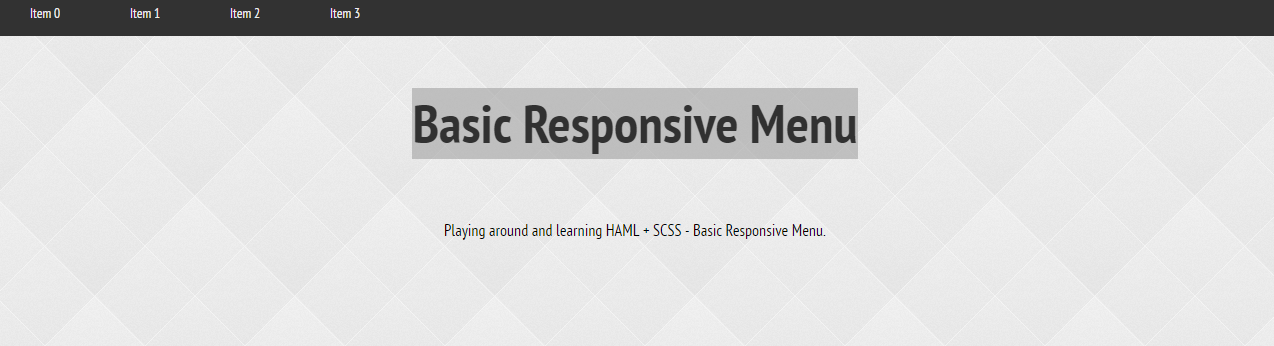 Item 0 Item 1 Item 2 Item 3
Basic Responsive Menu
Playing around and learning HAML + SCSS - Basic Responsive Menu.